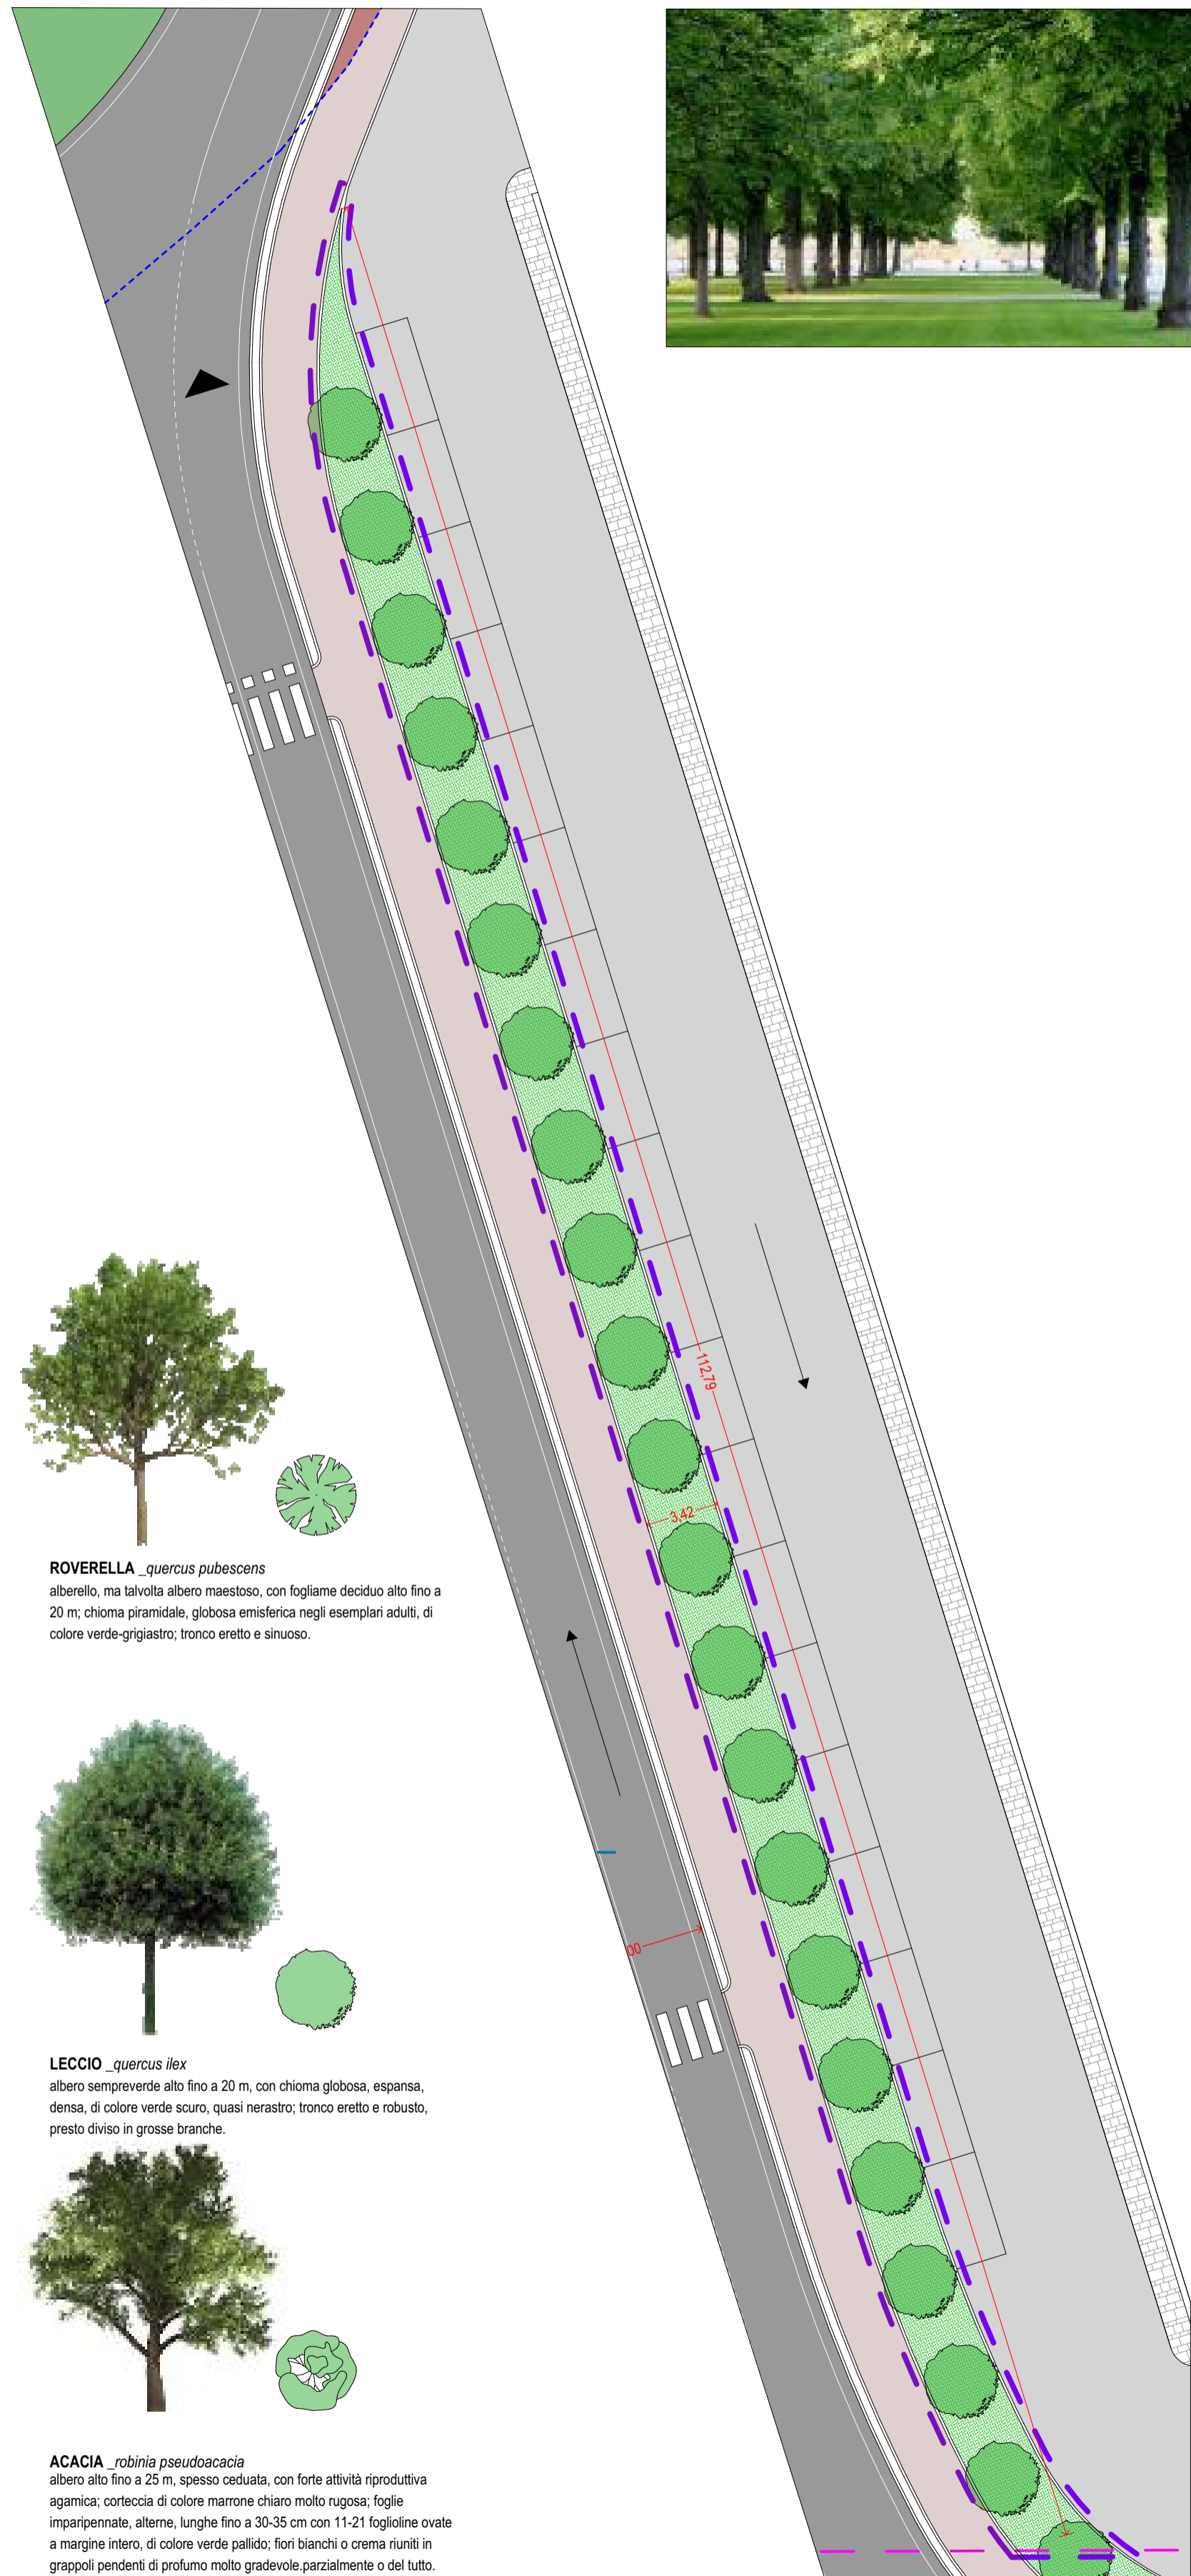 112,79
3,42
00
ROVERELLA _quercus pubescens
alberello, ma talvolta albero maestoso, con fogliame deciduo alto fino a
20 m; chioma piramidale, globosa emisferica negli esemplari adulti, di
colore verde-grigiastro; tronco eretto e sinuoso.
LECCIO _quercus ilex
albero sempreverde alto fino a 20 m, con chioma globosa, espansa,
densa, di colore verde scuro, quasi nerastro; tronco eretto e robusto,
presto diviso in grosse branche.
ACACIA _robinia pseudoacacia
albero alto fino a 25 m, spesso ceduata, con forte attività riproduttiva
agamica; corteccia di colore marrone chiaro molto rugosa; foglie
imparipennate, alterne, lunghe fino a 30-35 cm con 11-21 foglioline ovate
a margine intero, di colore verde pallido; fiori bianchi o crema riuniti in
grappoli pendenti di profumo molto gradevole.parzialmente o del tutto.